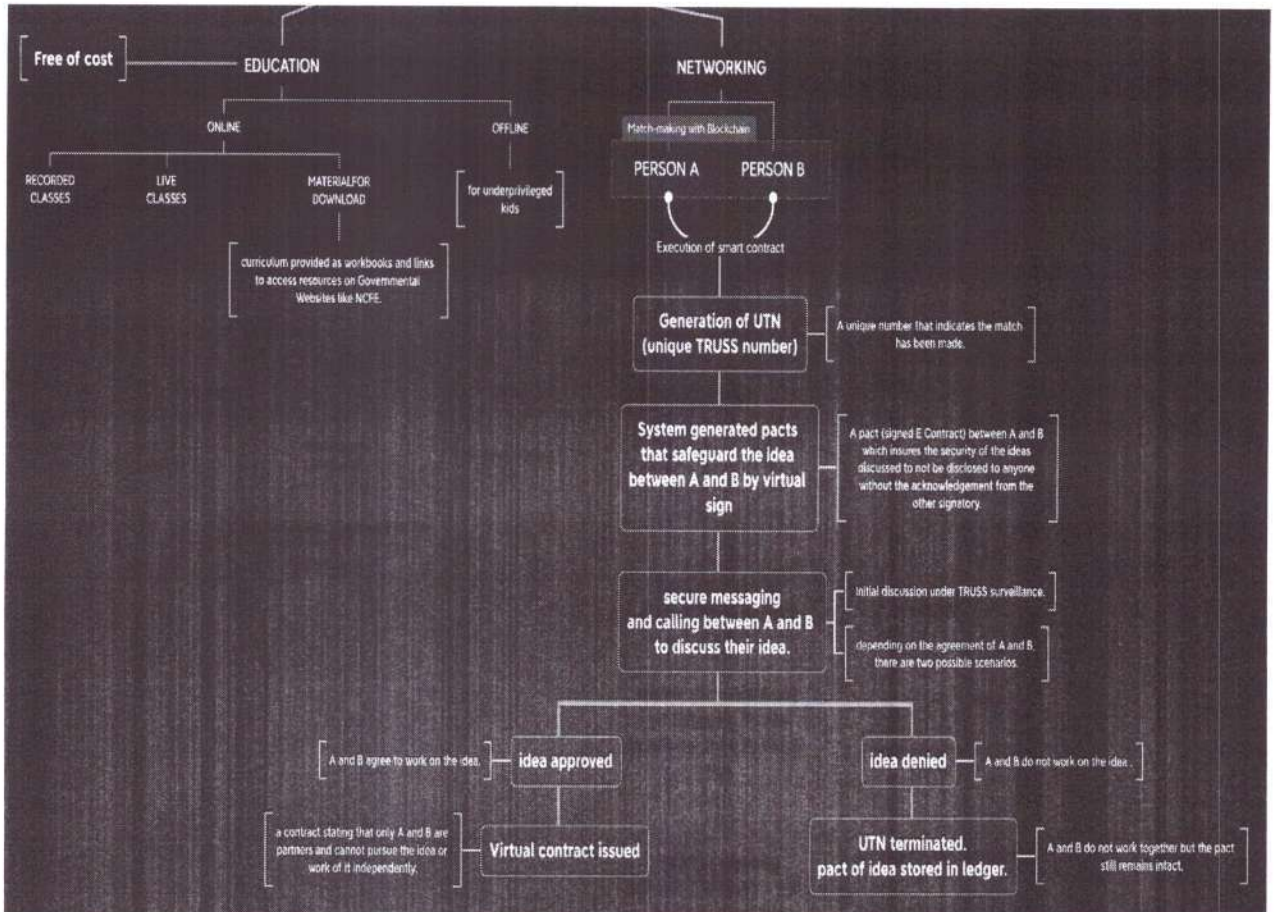 Free of cost
EDUCATION
NETWORKING
ONLINE
OFFLINE
Match-making with Blockchain
PERSON A
PERSON B
RECORDED
CLASSES
LIVE
CLASSES
MATERIALFOR
DOWNLOAD
for underprivileged
kids
Execution of smart contract
curriculum provided as workbooks and links
to access resources on Governmental
Websites like NCFE.
Generation of UTN
(unique TRUSS number)
A unique number that indicates the match
has been made.
System generated pacts
that safeguard the idea
between A and B by virtual
sign
A pact (signed E Contract) between A and B
which insures the security of the ideas
discussed to not be disclosed to anyone
without the acknowledgement from the
other signatory.
secure messaging
and calling between A and B
to discuss their idea.
Initial discussion under TRUSS surveillance.
depending on the agreement of A and B,
there are two possible scenarios.
A and B agree to work on the idea.
idea approved
idea denied
A and B do not work on the idea .
a contract stating that only A and B are
partners and cannot pursue the idea or
work of it independently.
Virtual contract issued
UTN terminated.
pact of idea stored in ledger.
A and B do not work together but the pact
still remains intact.